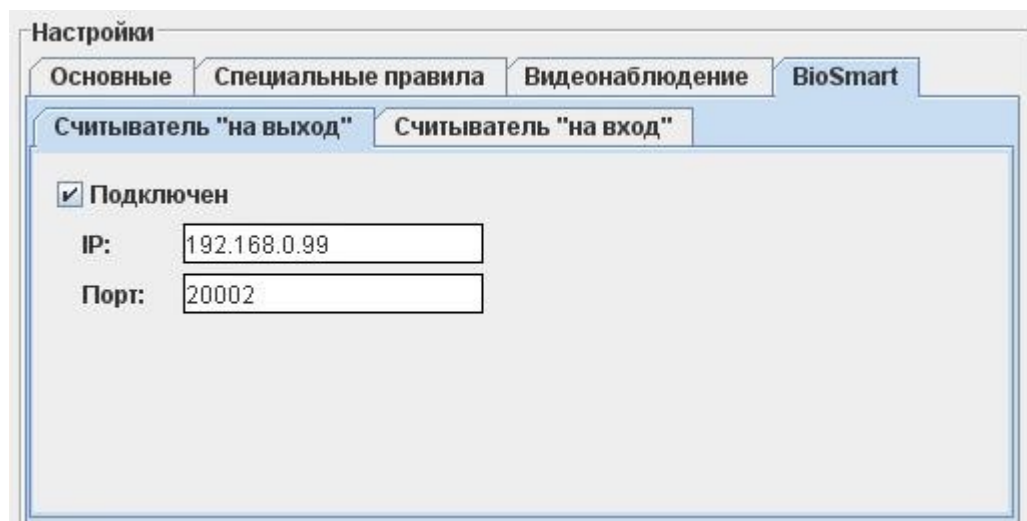 Настройки
Основные Специальные правила Видеонаблюдение BioSmart
Считыватель "на выход" Считыватель "на вход"
Подключен
IP: 192.168.0.99
Порт: 20002